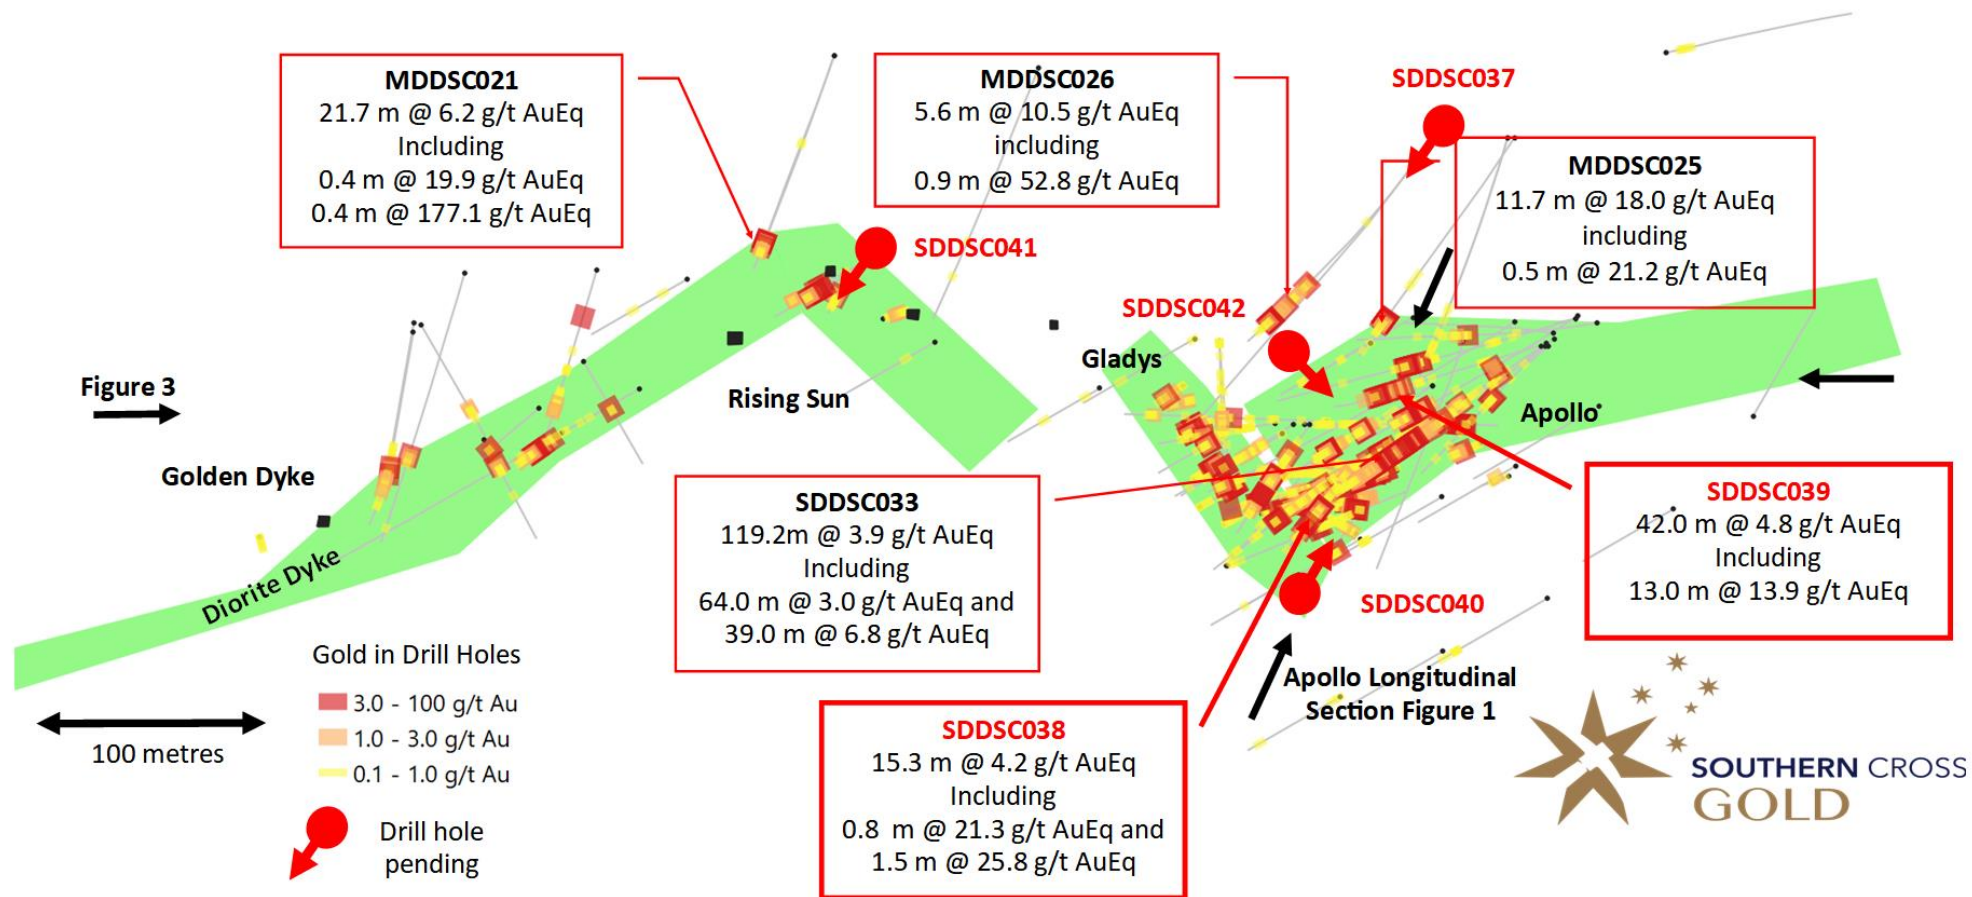 MDDSC021
21.7 m @ 6.2 g/t AuEq
Including
0.4 m @ 19.9 g/t AuEq
0.4 m @ 177.1 g/t AuEq
MDDSC026
5.6 m @ 10.5 g/t AuEq
including
0.9 m @ 52.8 g/t AuEq
SDDSC037
MDDSC025
11.7 m @ 18.0 g/t AuEq
including
0.5 m @ 21.2 g/t AuEq
SDDSC041
SDDSC042
Gladys
Figure 3
Rising Sun
Apollo
Golden Dyke
SDDSC033
119.2m @ 3.9 g/t AuEq
Including
64.0 m @ 3.0 g/t AuEq and
39.0 m @ 6.8 g/t AuEq
SDDSC039
42.0 m @ 4.8 g/t AuEq
Including
13.0 m @ 13.9 g/t AuEq
Diorite Dyke
SDDSC040
Gold in Drill Holes
3.0 - 100 g/t Au
1.0 - 3.0 g/t Au
0.1 - 1.0 g/t Au
100 metres
Drill hole
pending
Apollo Longitudinal
Section Figure 1
SDDSC038
15.3 m @ 4.2 g/t AuEq
Including
0.8 m @ 21.3 g/t AuEq and
1.5 m @ 25.8 g/t AuEq
SOUTHERN CROSS
GOLD